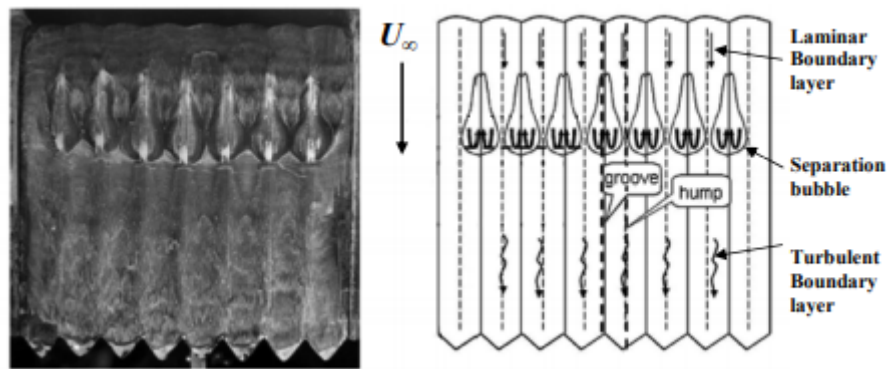 U∞
Laminar
Boundary
layer
Separation
bubble
groove
hump
Turbulent
Boundary
layer